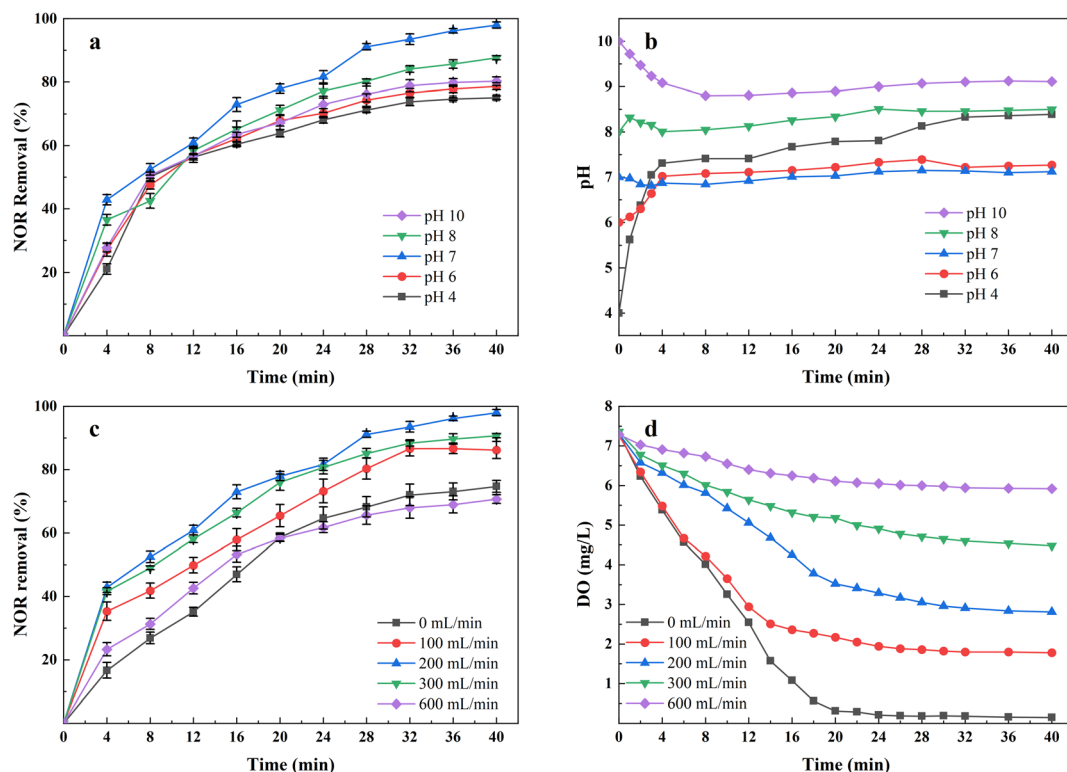 a
NOR Removal (%)
100
80
60
40
20
0 4 8 12 16 20 24 28 32 36 40
Time (min)
pH 10
pH 8
pH 7
pH 6
pH 4
b
pH
10
9
8
7
6
5
4
0 4 8 12 16 20 24 28 32 36 40
Time (min)
pH 10
pH 8
pH 7
pH 6
pH 4
c
NOR removal (%)
100
80
60
40
20
0 4 8 12 16 20 24 28 32 36 40
Time (min)
0 mL/min
100 mL/min
200 mL/min
300 mL/min
600 mL/min
d
DO (mg/L)
8
7
6
5
4
3
2
1
0 4 8 12 16 20 24 28 32 36 40
Time (min)
0 mL/min
100 mL/min
200 mL/min
300 mL/min
600 mL/min